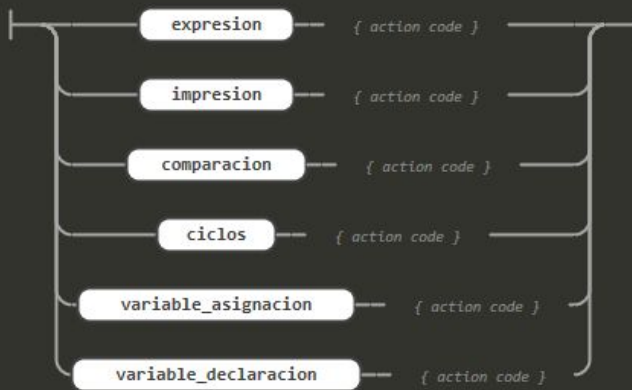 expresion { action code }
impresion { action code }
comparacion { action code }
ciclos { action code }
variable_asignacion { action code }
variable_declaracion { action code }